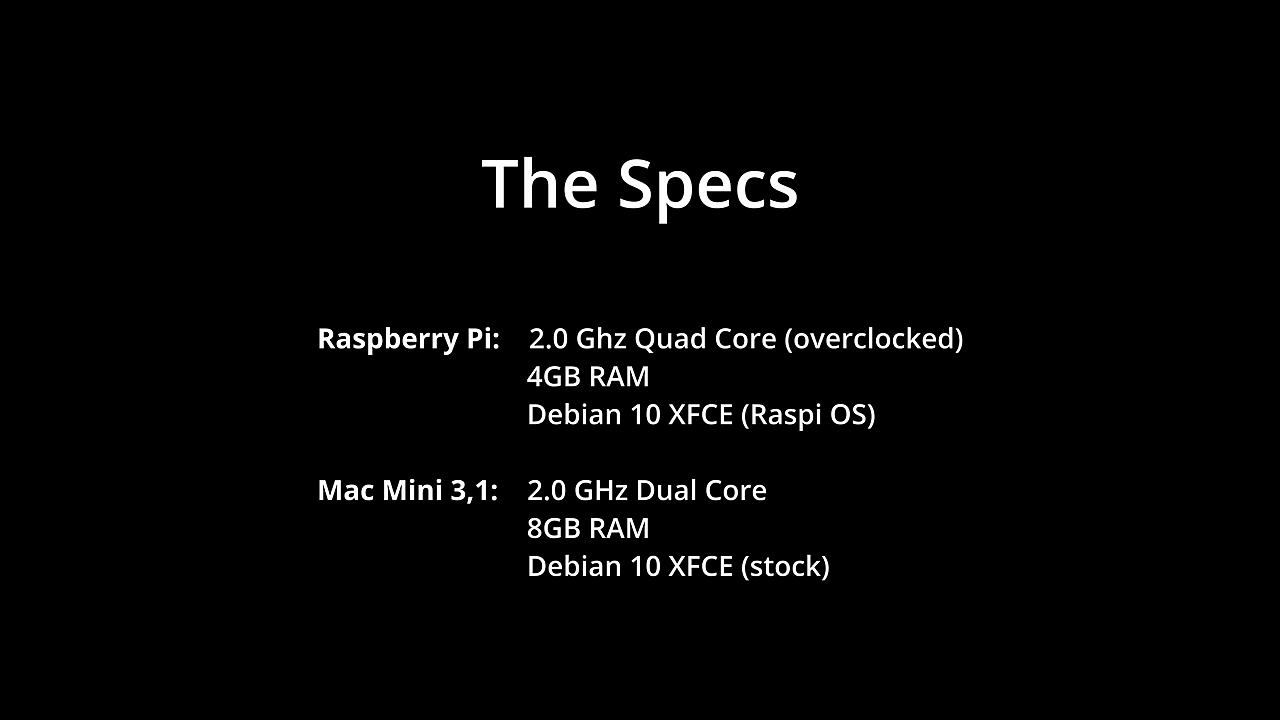 The Specs
Raspberry Pi: 2.0 Ghz Quad Core (overclocked)
4GB RAM
Debian 10 XFCE (Raspi OS)
Mac Mini 3,1: 2.0 GHz Dual Core
8GB RAM
Debian 10 XFCE (stock)